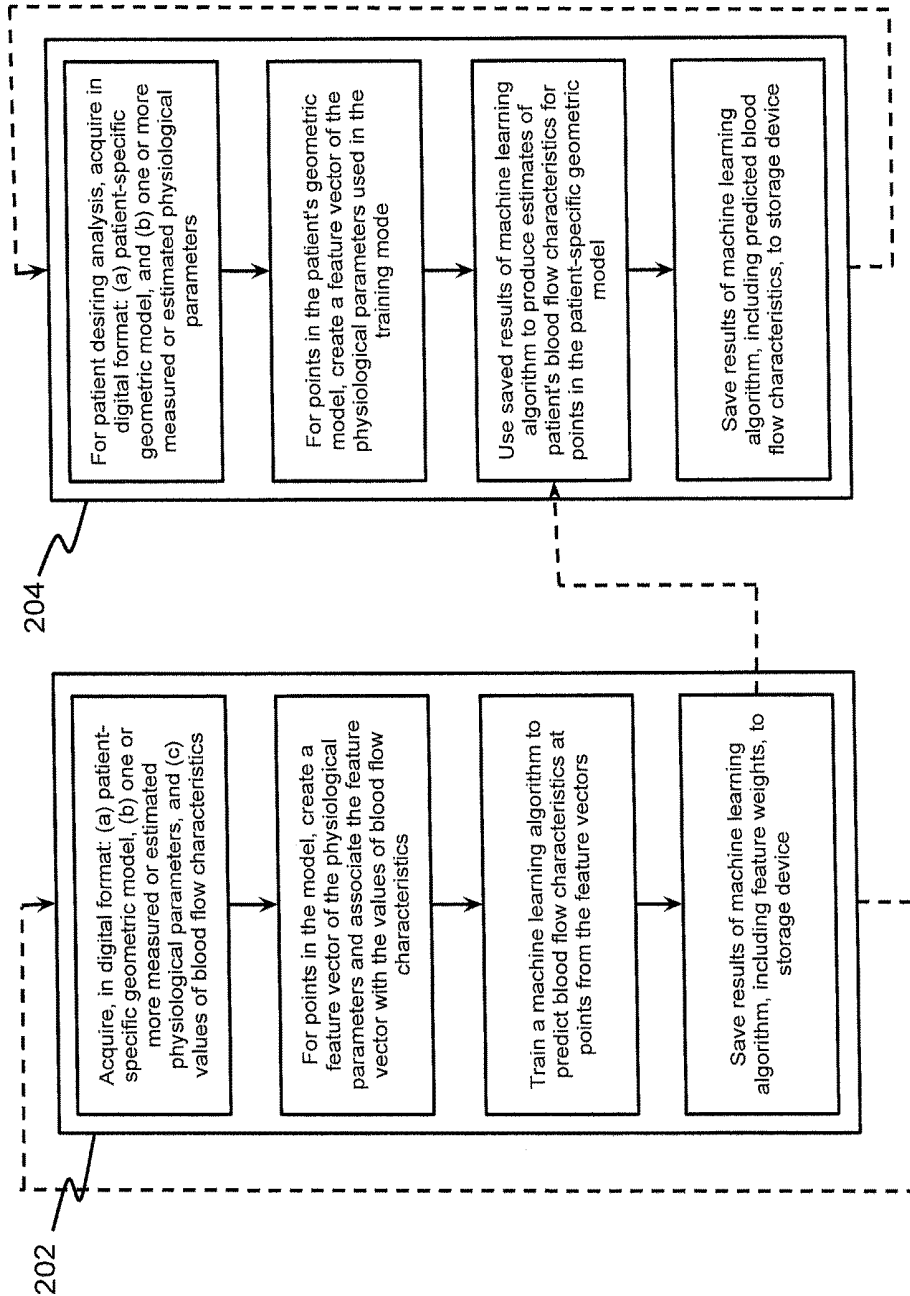 202
Acquire, in digital format: (a) patient-
specific geometric model, (b) one or
more measured or estimated
physiological parameters, and (c)
values of blood flow characteristics
For points in the model, create a
feature vector of the physiological
parameters and associate the feature
vector with the values of blood flow
characteristics
Train a machine learning algorithm to
predict blood flow characteristics at
points from the feature vectors
Save results of machine learning
algorithm, including feature weights, to
storage device
204
For patient desiring analysis, acquire in
digital format: (a) patient-specific
geometric model, and (b) one or more
measured or estimated physiological
parameters
For points in the patient's geometric
model, create a feature vector of the
physiological parameters used in the
training mode
Use saved results of machine learning
algorithm to produce estimates of
patient's blood flow characteristics for
points in the patient-specific geometric
model
Save results of machine learning
algorithm, including predicted blood
flow characteristics, to storage device